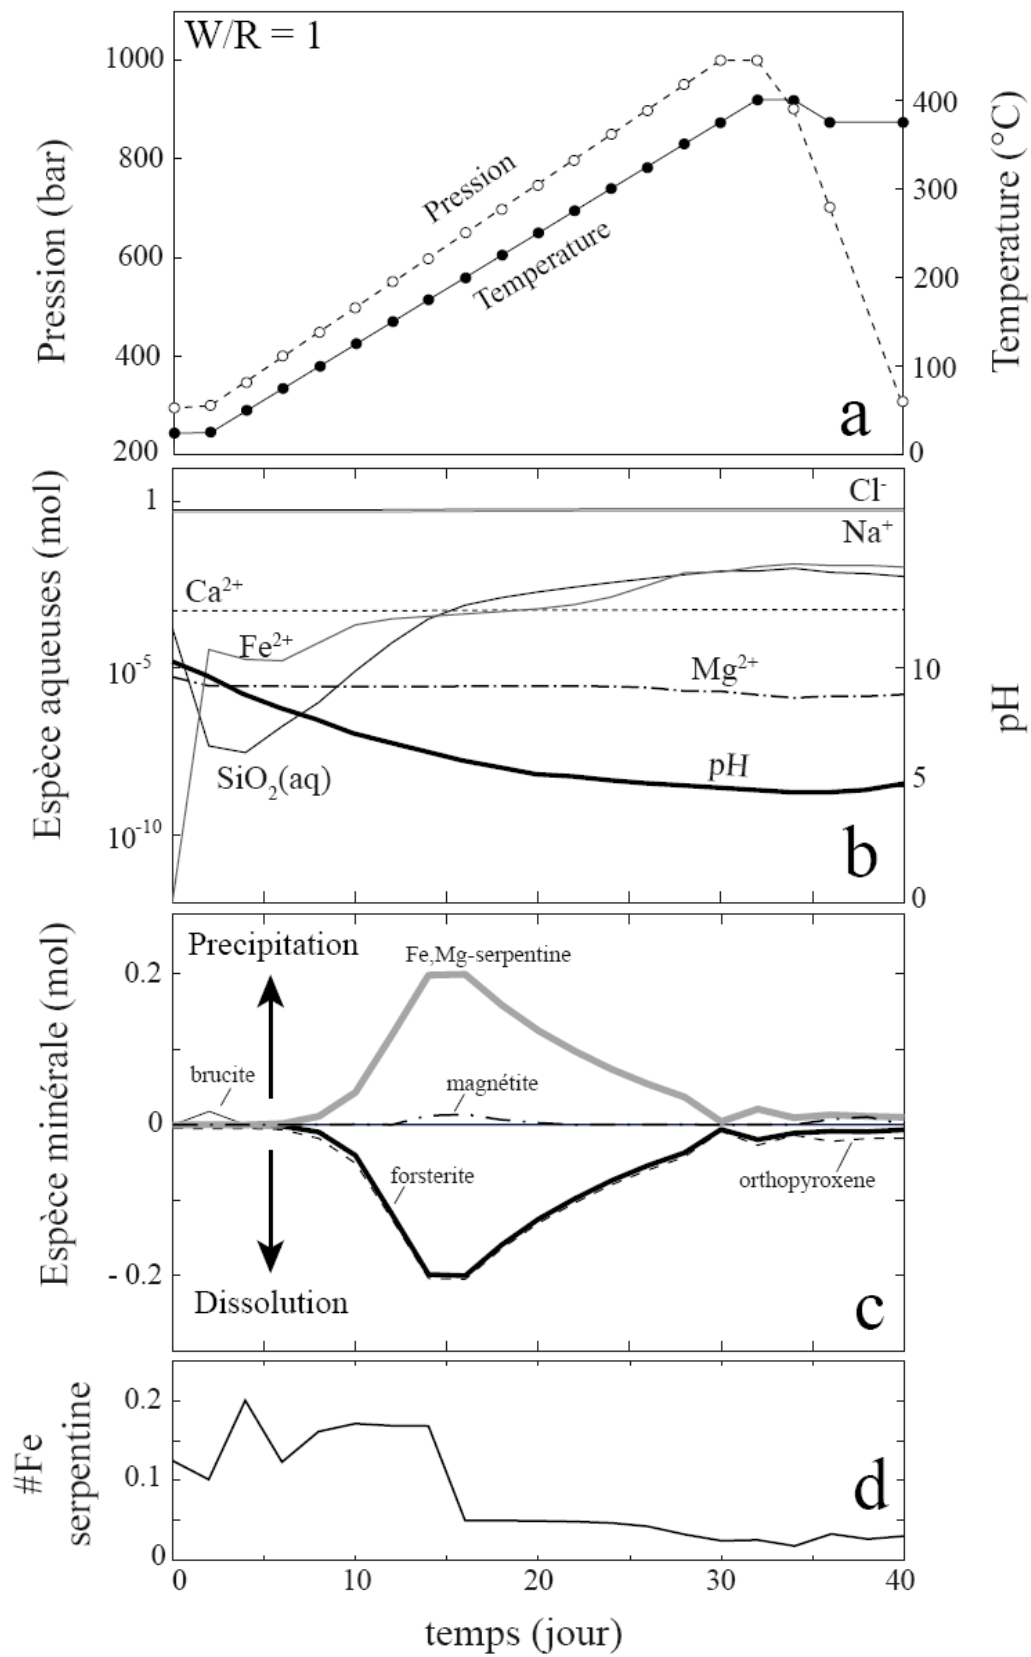 W/R = 1
1000
800
600
400
200
Pression (bar)
400
300
200
100
0
Temperature (°C)
Pression
Temperature
a
1
10⁻⁵
10⁻¹⁰
Espèce aqueuses (mol)
10
5
0
pH
Cl⁻
Na⁺
Ca²⁺
Fe²⁺
Mg²⁺
SiO₂(aq)
pH
b
0.2
0
- 0.2
Espèce minérale (mol)
Precipitation
Fe,Mg-serpentine
brucite
magnétite
forsterite
orthopyroxene
Dissolution
c
0.2
0.1
0
#Fe
serpentine
d
0 10 20 30 40
temps (jour)